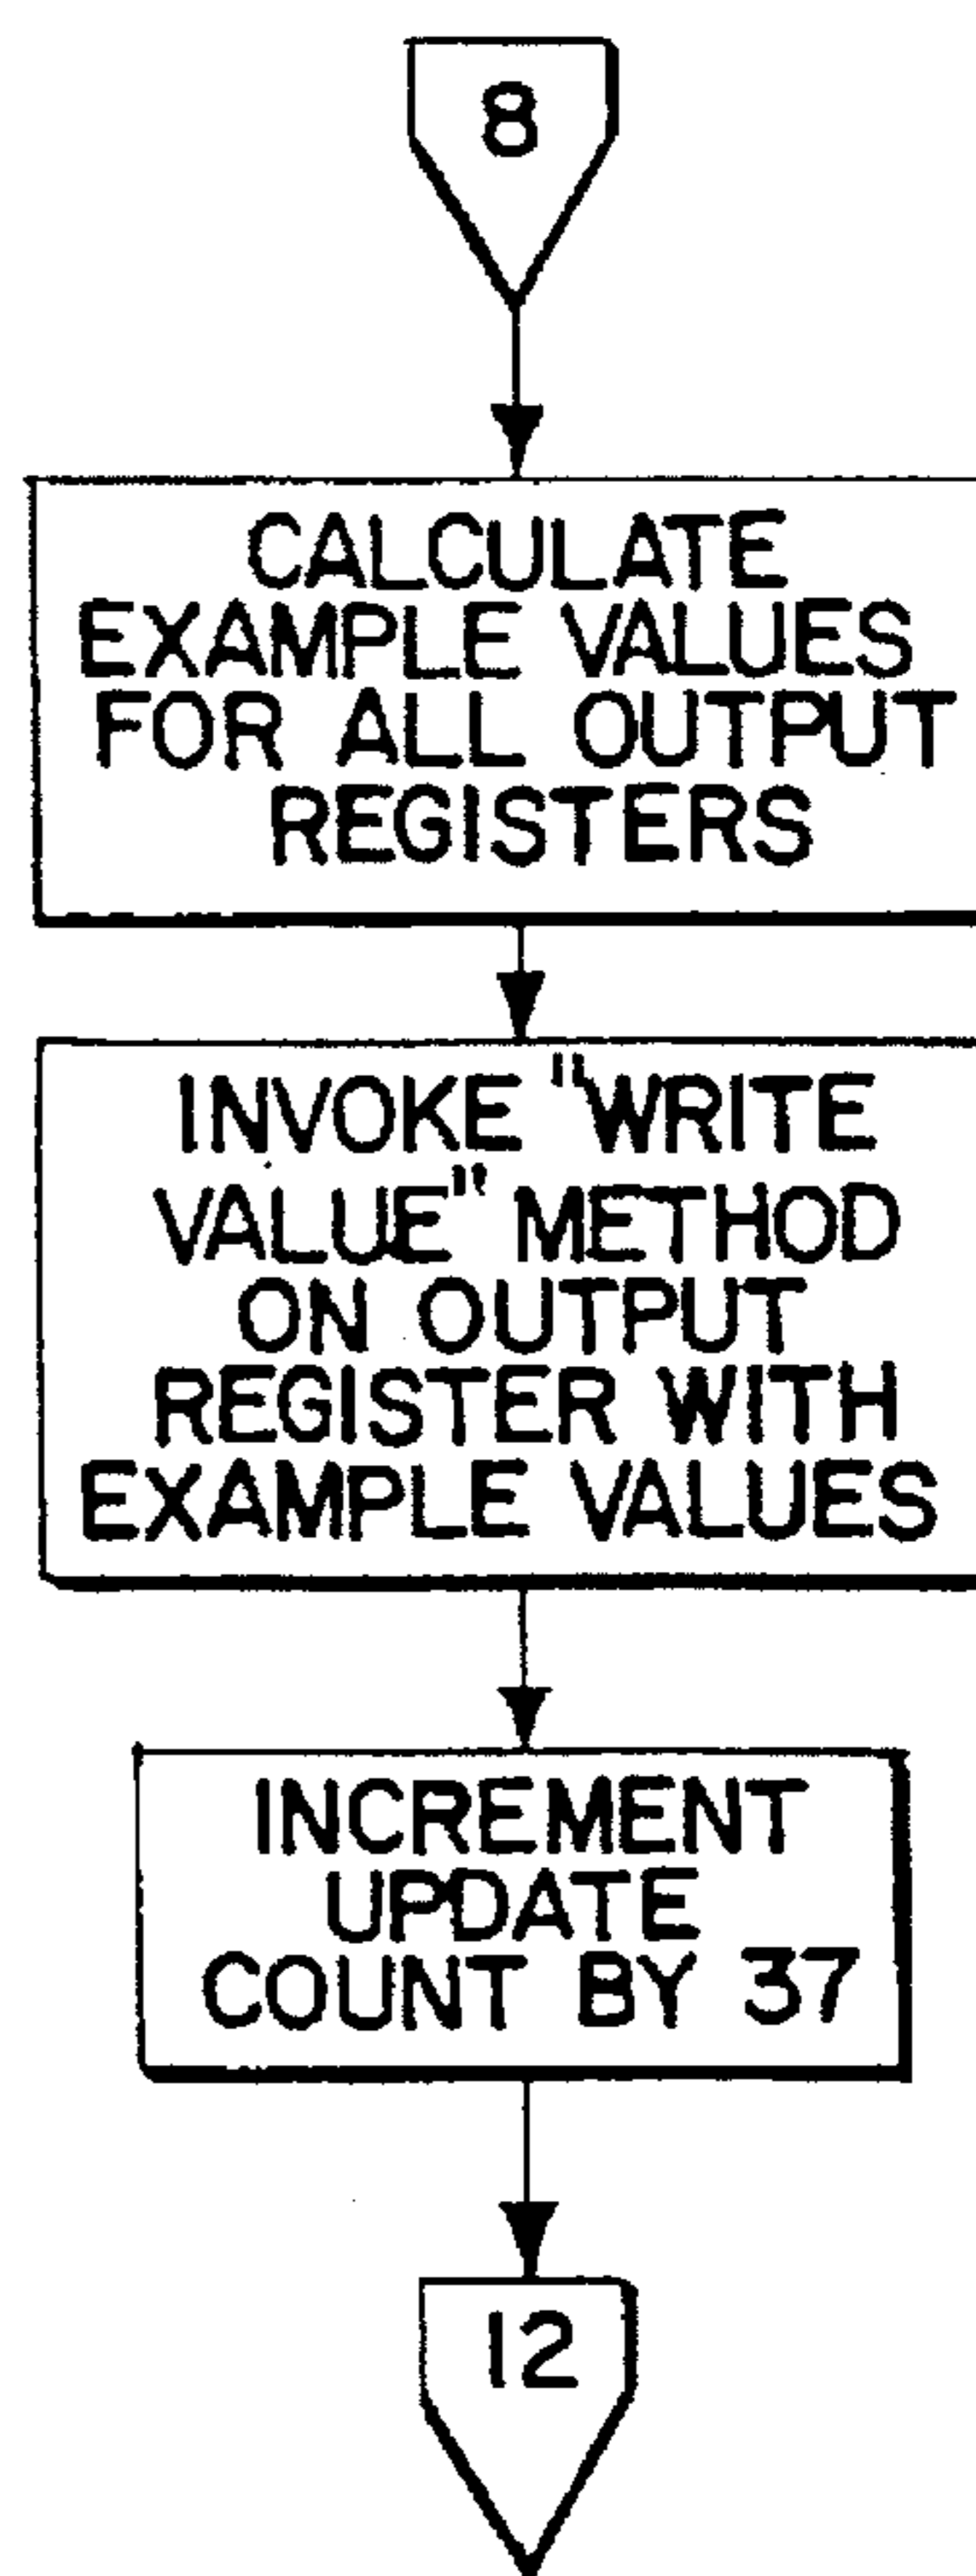 8
CALCULATE
EXAMPLE VALUES
FOR ALL OUTPUT
REGISTERS
INVOKE "WRITE
VALUE" METHOD
ON OUTPUT
REGISTER WITH
EXAMPLE VALUES
INCREMENT
UPDATE
COUNT BY 37
12